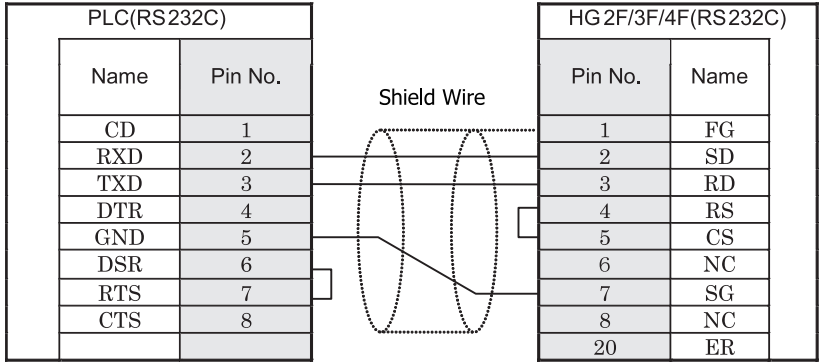 PLC(RS232C) HG2F/3F/4F(RS232C)
Name Pin No. Shield Wire Pin No. Name
CD 1 1 FG
RXD 2 2 SD
TXD 3 3 RD
DTR 4 4 RS
GND 5 5 CS
DSR 6 6 NC
RTS 7 7 SG
CTS 8 8 NC
20 ER